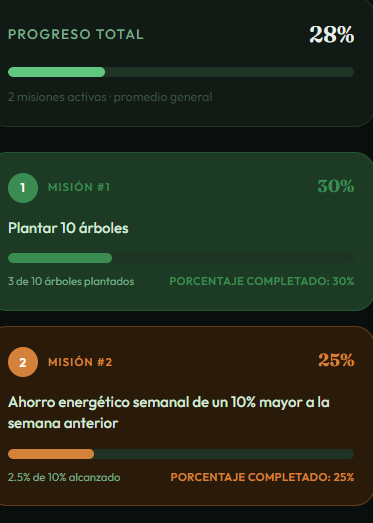 PROGRESO TOTAL 28%
2 misiones activas · promedio general
1 MISIÓN #1 30%
Plantar 10 árboles
3 de 10 árboles plantados PORCENTAJE COMPLETADO: 30%
2 MISIÓN #2 25%
Ahorro energético semanal de un 10% mayor a la
semana anterior
2.5% de 10% alcanzado PORCENTAJE COMPLETADO: 25%